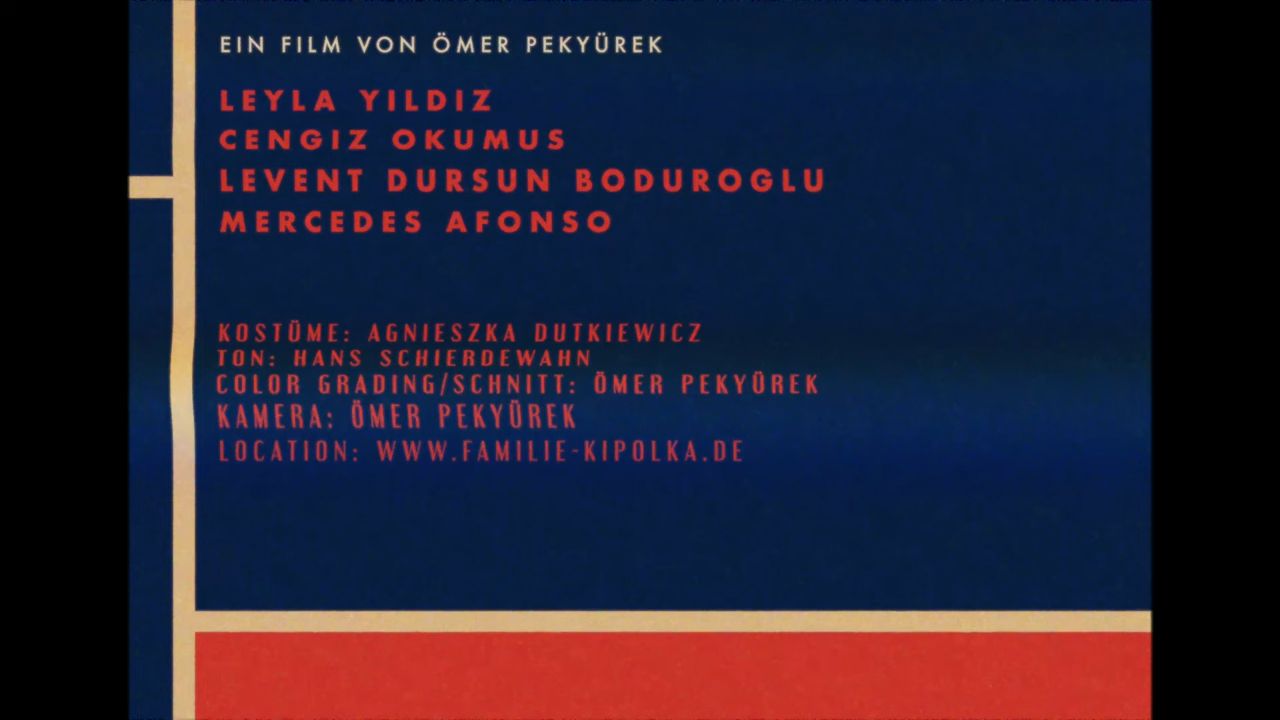 EIN FILM VON ÖMER PEKYÜREK
LEYLA YILDIZ
CENGIZ OKUMUS
LEVENT DURSUN BODUROGLU
MERCEDES AFONSO
KOSTÜME: AGNIESZKA DUTKIEWICZ
TON: HANS SCHIERDEWAHN
COLOR GRADING/SCHNITT: ÖMER PEKYÜREK
KAMERA: ÖMER PEKYÜREK
LOCATION: WWW.FAMILIE-KIPOLKA.DE